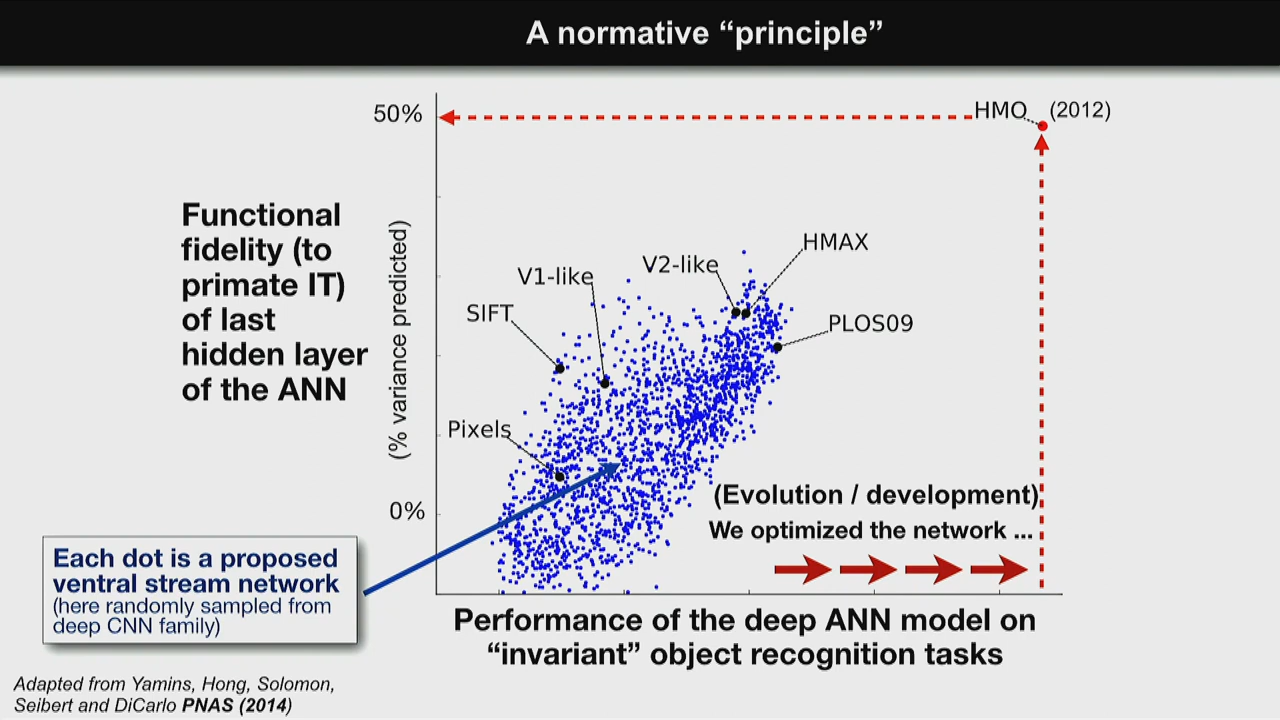 A normative “principle”
50%
HMO
(2012)
Functional
fidelity (to
primate IT)
of last
hidden layer
of the ANN
(% variance predicted)
HMAX
V2-like
V1-like
SIFT
PLOS09
Pixels
0%
(Evolution / development)
We optimized the network ...
Each dot is a proposed
ventral stream network
(here randomly sampled from
deep CNN family)
Performance of the deep ANN model on
“invariant” object recognition tasks
Adapted from Yamins, Hong, Solomon,
Seibert and DiCarlo PNAS (2014)